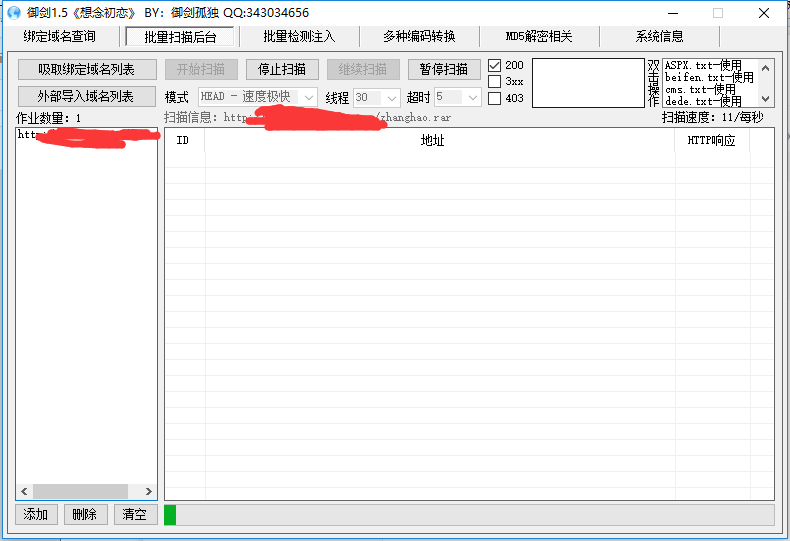 御剑1.5《想念初恋》 BY：御剑孤独 QQ:343034656
绑定域名查询 批量扫描后台 批量检测注入 多种编码转换 MD5解密相关 系统信息
吸取绑定域名列表 开始扫描 停止扫描 继续扫描 暂停扫描 200 双击操作 ASPX.txt—使用
3xx beifen.txt—使用
cms.txt—使用
外部导入域名列表 模式 HEAD - 速度极快 线程 30 超时 5 403 dede.txt—使用
作业数量: 1 扫描信息: http /zhanghao.rar 扫描速度: 11/每秒
http ID 地址 HTTP响应
添加 删除 清空